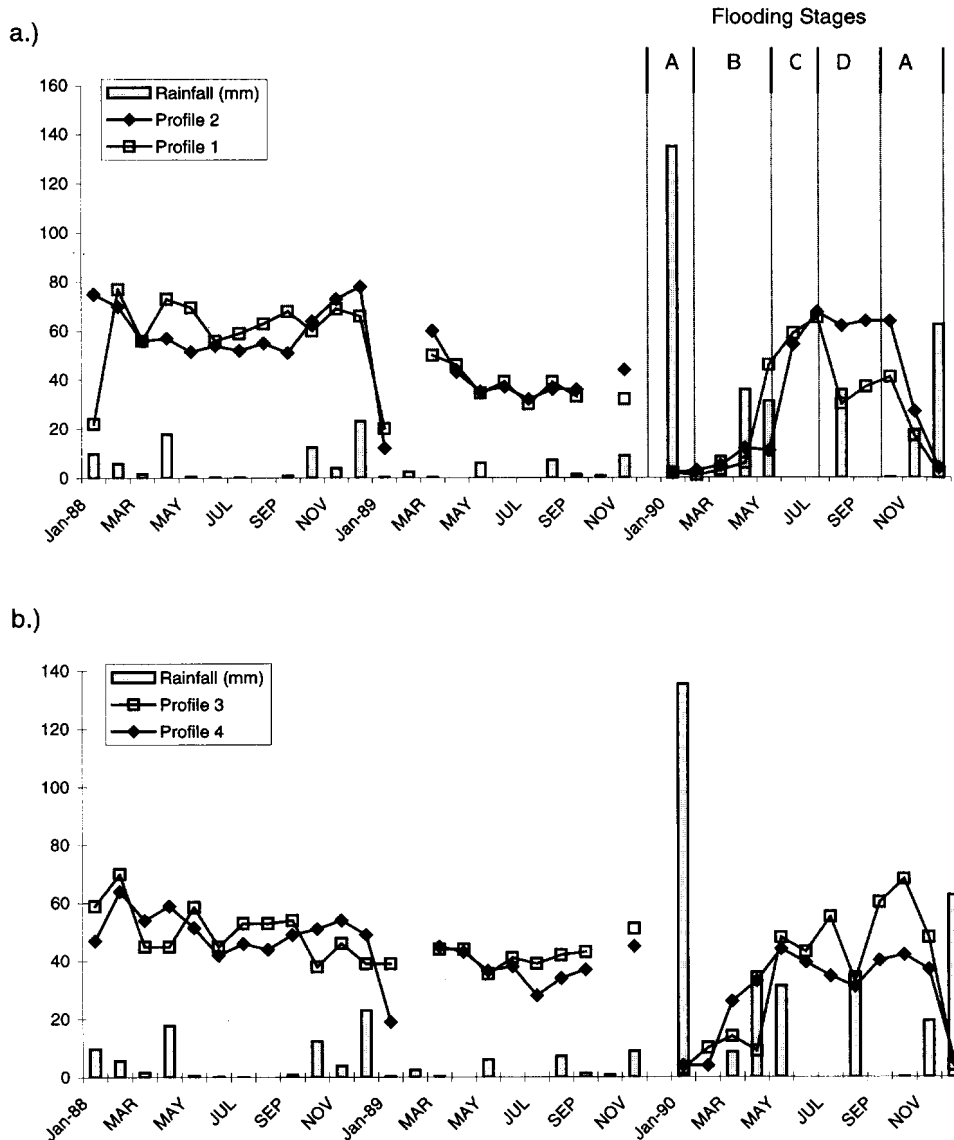 Flooding Stages
a.)
A B C D A
160
Rainfall (mm)
Profile 2
Profile 1
140
120
100
80
60
40
20
0
Jan-88 MAR MAY JUL SEP NOV Jan-89 MAR MAY JUL SEP NOV Jan-90 MAR MAY JUL SEP NOV
b.)
140
Rainfall (mm)
Profile 3
Profile 4
120
100
80
60
40
20
0
Jan-88 MAR MAY JUL SEP NOV Jan-89 MAR MAY JUL SEP NOV Jan-90 MAR MAY JUL SEP NOV